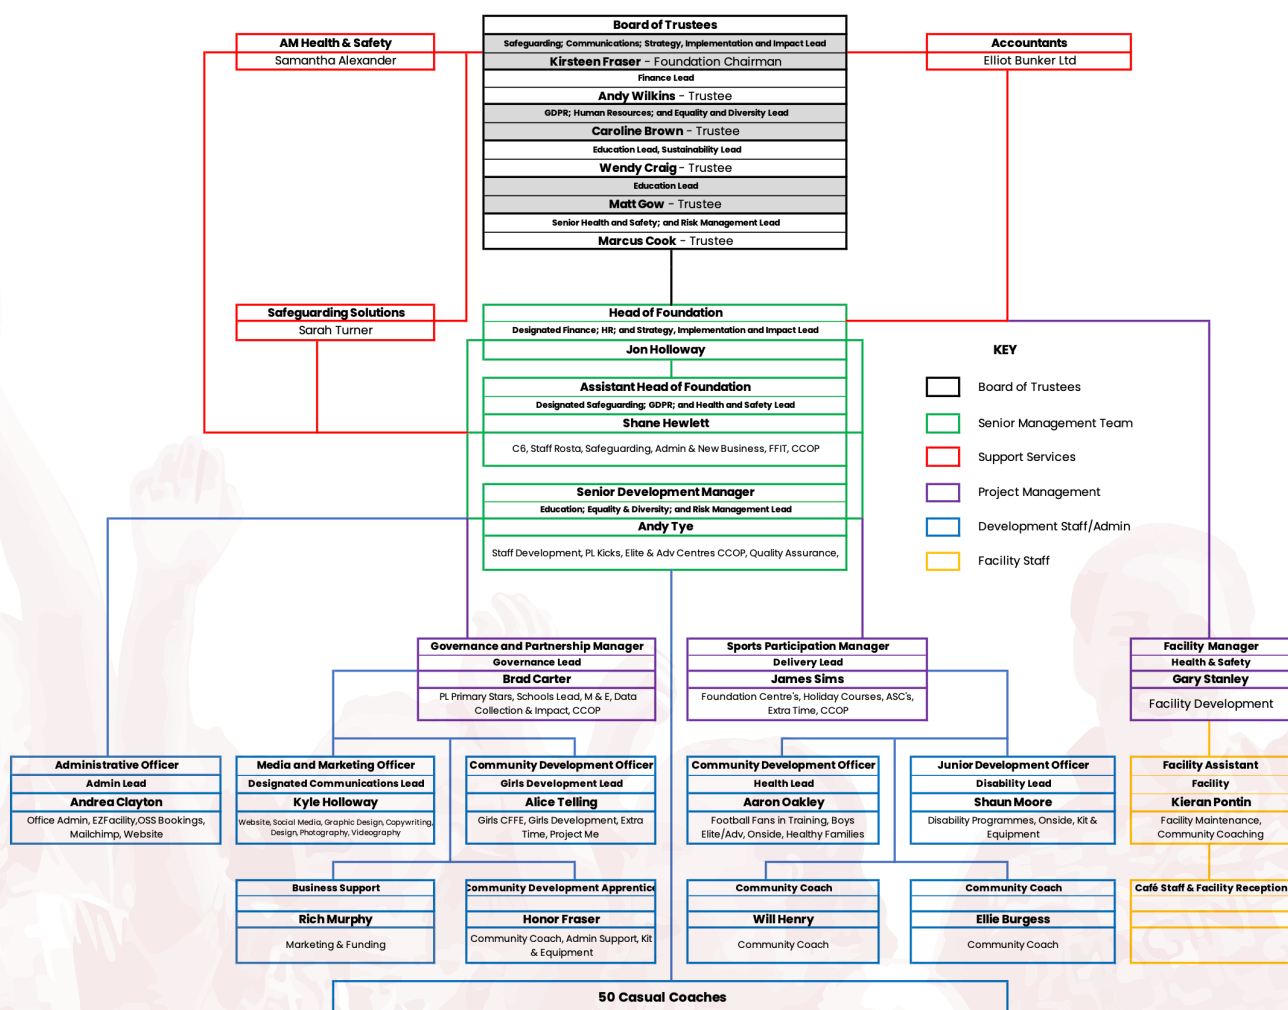 Board of Trustees
Safeguarding; Communications; Strategy, Implementation and Impact Lead
Kirsteen Fraser - Foundation Chairman
Finance Lead
Andy Wilkins - Trustee
GDPR; Human Resources; and Equality and Diversity Lead
Caroline Brown - Trustee
Education Lead, Sustainability Lead
Wendy Craig - Trustee
Education Lead
Matt Gow - Trustee
Senior Health and Safety; and Risk Management Lead
Marcus Cook - Trustee
AM Health & Safety
Samantha Alexander
Accountants
Elliot Bunker Ltd
Safeguarding Solutions
Sarah Turner
Head of Foundation
Designated Finance; HR; and Strategy, Implementation and Impact Lead
Jon Holloway
Assistant Head of Foundation
Designated Safeguarding; GDPR; and Health and Safety Lead
Shane Hewlett
C6, Staff Rosta, Safeguarding, Admin & New Business, FFIT, CCOP
Senior Development Manager
Education; Equality & Diversity; and Risk Management Lead
Andy Tye
Staff Development, PL Kicks, Elite & Adv Centres CCOP, Quality Assurance,
KEY
Board of Trustees
Senior Management Team
Support Services
Project Management
Development Staff/Admin
Facility Staff
Governance and Partnership Manager
Governance Lead
Brad Carter
PL Primary Stars, Schools Lead, M & E, Data
Collection & Impact, CCOP
Sports Participation Manager
Delivery Lead
James Sims
Foundation Centre's, Holiday Courses, ASC's,
Extra Time, CCOP
Facility Manager
Health & Safety
Gary Stanley
Facility Development
Administrative Officer
Admin Lead
Andrea Clayton
Office Admin, EZFacility,OSS Bookings,
Mailchimp, Website
Media and Marketing Officer
Designated Communications Lead
Kyle Holloway
Website, Social Media, Graphic Design, Copywriting,
Design, Photography, Videography
Community Development Officer
Girls Development Lead
Alice Telling
Girls CFFE, Girls Development, Extra
Time, Project Me
Community Development Officer
Health Lead
Aaron Oakley
Football Fans in Training, Boys
Elite/Adv, Onside, Healthy Families
Junior Development Officer
Disability Lead
Shaun Moore
Disability Programmes, Onside, Kit &
Equipment
Facility Assistant
Facility
Kieran Pontin
Facility Maintenance,
Community Coaching
Business Support
Rich Murphy
Marketing & Funding
Community Development Apprentice
Honor Fraser
Community Coach, Admin Support, Kit
& Equipment
Community Coach
Will Henry
Community Coach
Community Coach
Ellie Burgess
Community Coach
Café Staff & Facility Reception
50 Casual Coaches